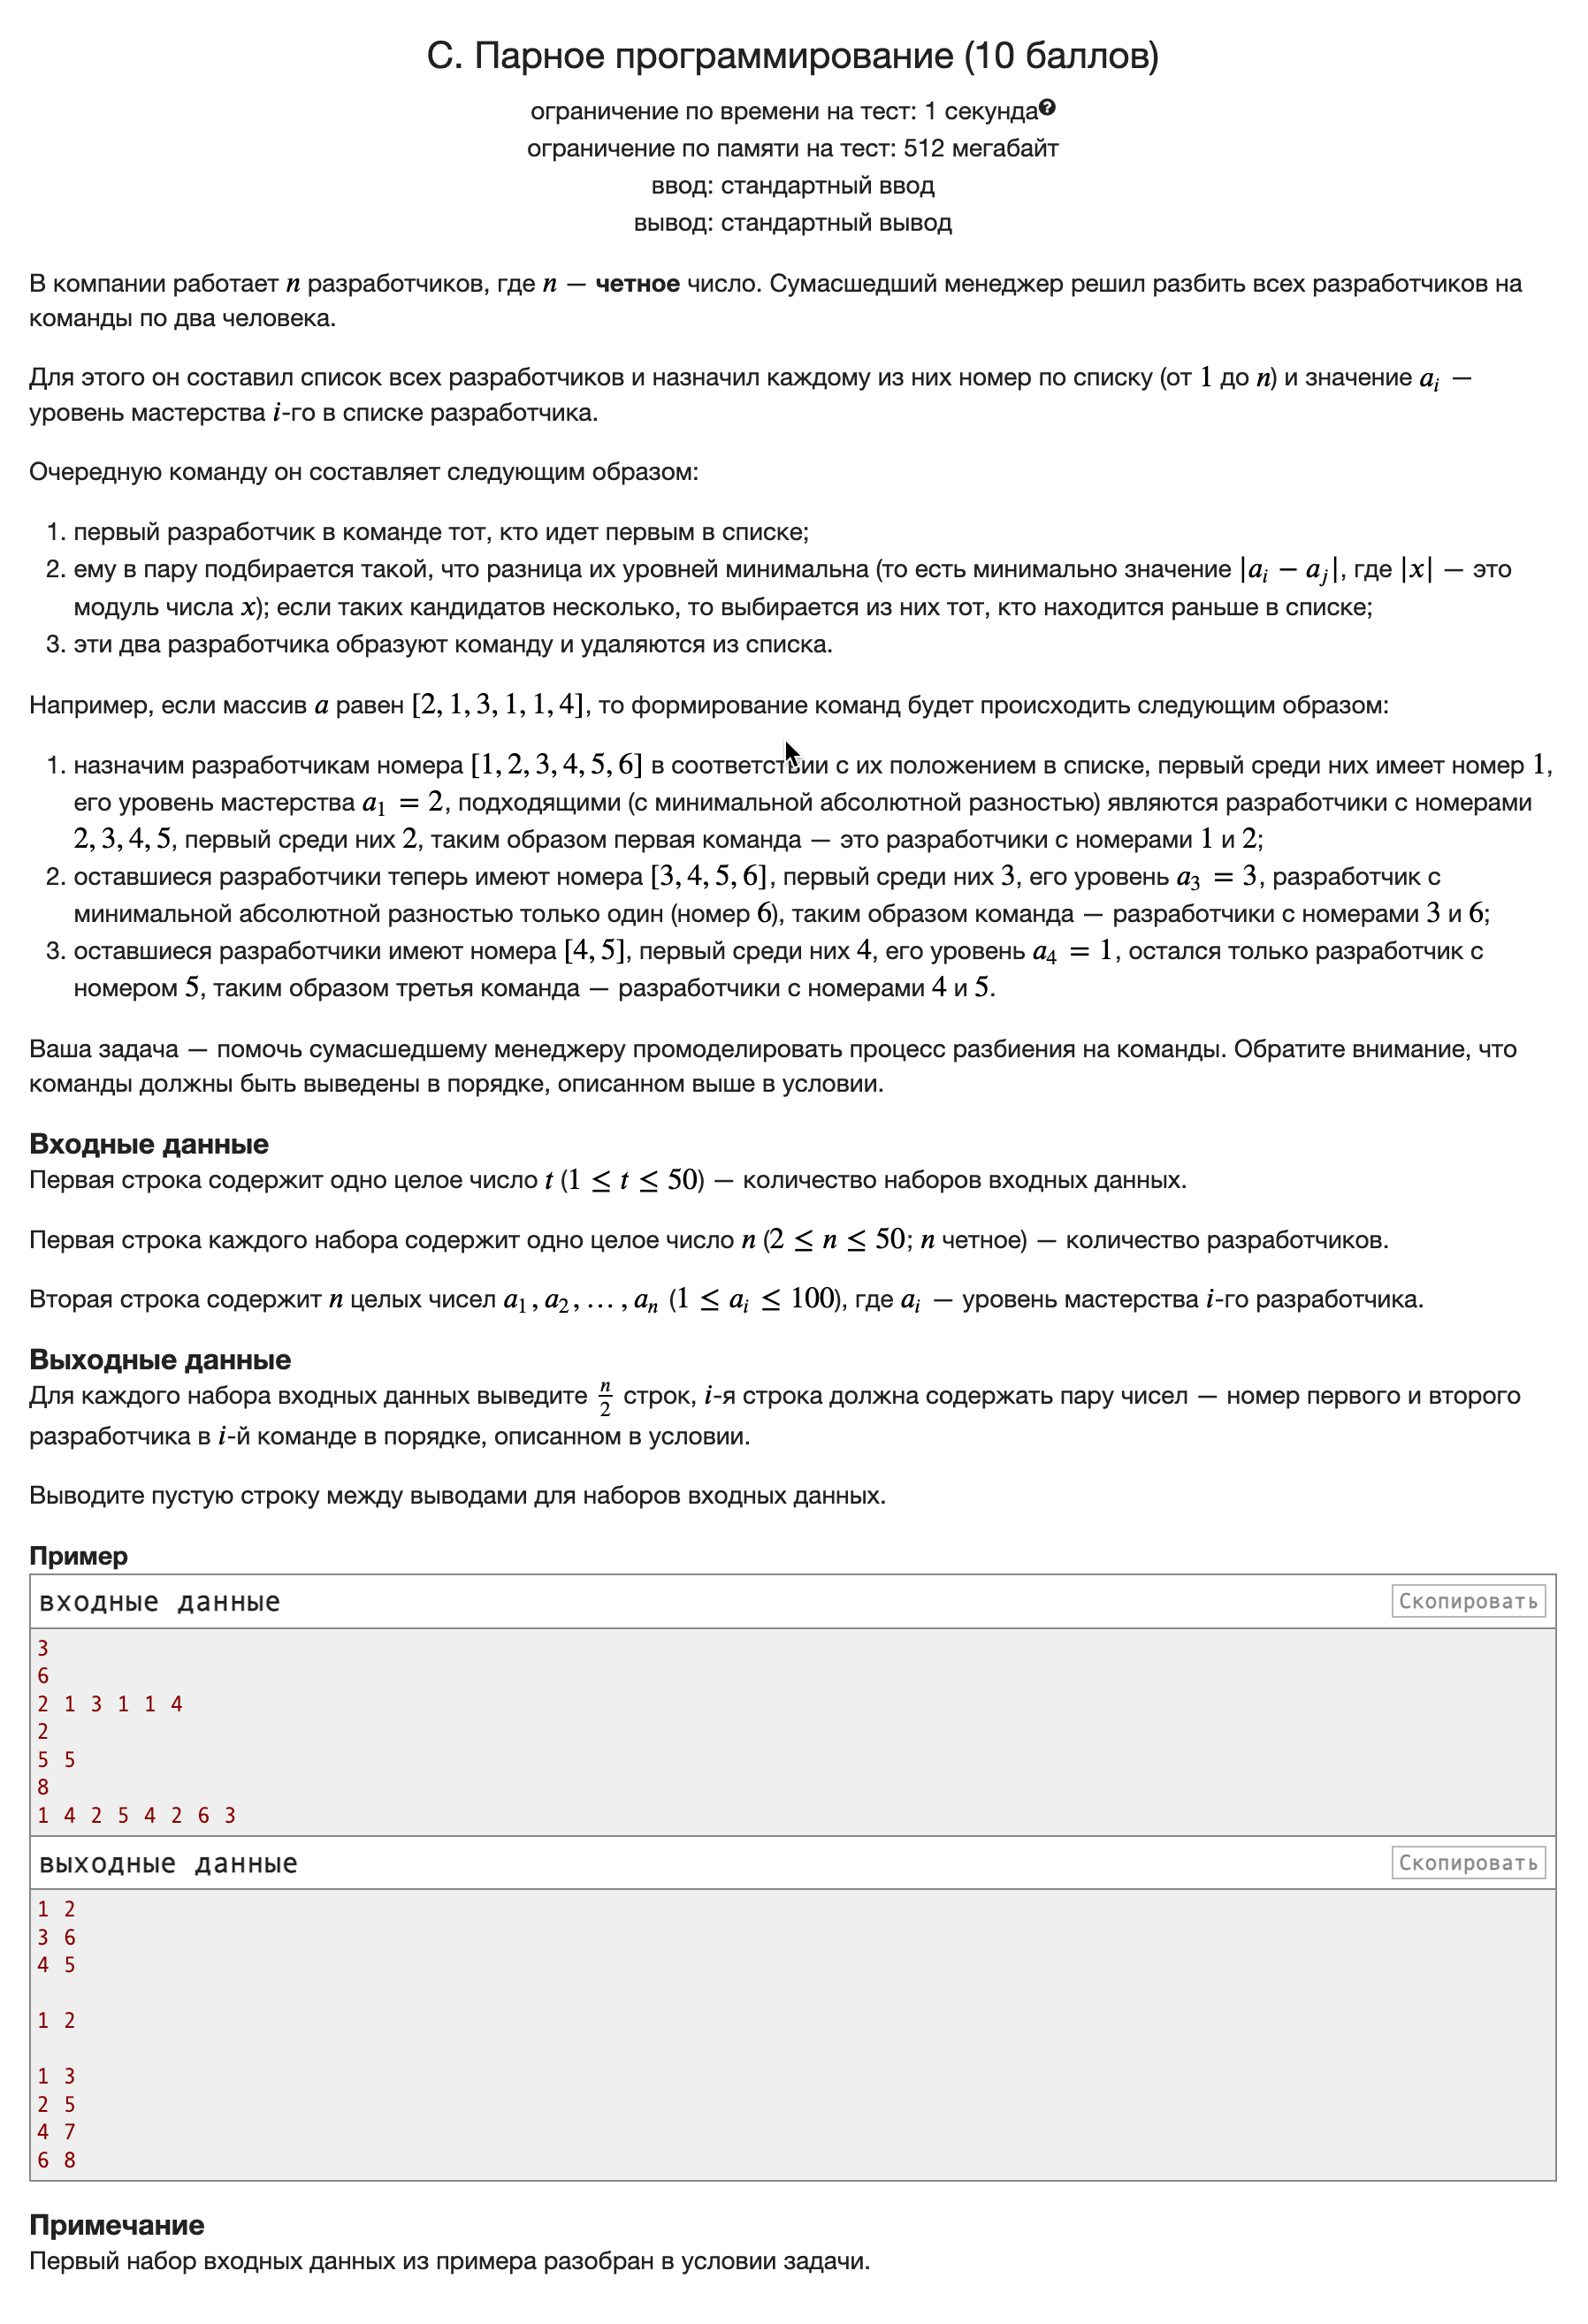 C. Парное программирование (10 баллов)
ограничение по времени на тест: 1 секунда
ограничение по памяти на тест: 512 мегабайт
ввод: стандартный ввод
вывод: стандартный вывод
В компании работает n разработчиков, где n — четное число. Сумасшедший менеджер решил разбить всех разработчиков на
команды по два человека.
Для этого он составил список всех разработчиков и назначил каждому из них номер по списку (от 1 до n) и значение aᵢ —
уровень мастерства i-го в списке разработчика.
Очередную команду он составляет следующим образом:
1. первый разработчик в команде тот, кто идет первым в списке;
2. ему в пару подбирается такой, что разница их уровней минимальна (то есть минимально значение |aᵢ − aⱼ|, где |x| — это
модуль числа x); если таких кандидатов несколько, то выбирается из них тот, кто находится раньше в списке;
3. эти два разработчика образуют команду и удаляются из списка.
Например, если массив a равен [2, 1, 3, 1, 1, 4], то формирование команд будет происходить следующим образом:
1. назначим разработчикам номера [1, 2, 3, 4, 5, 6] в соответствии с их положением в списке, первый среди них имеет номер 1,
его уровень мастерства a₁ = 2, подходящими (с минимальной абсолютной разностью) являются разработчики с номерами
2, 3, 4, 5, первый среди них 2, таким образом первая команда — это разработчики с номерами 1 и 2;
2. оставшиеся разработчики теперь имеют номера [3, 4, 5, 6], первый среди них 3, его уровень a₃ = 3, разработчик с
минимальной абсолютной разностью только один (номер 6), таким образом команда — разработчики с номерами 3 и 6;
3. оставшиеся разработчики имеют номера [4, 5], первый среди них 4, его уровень a₄ = 1, остался только разработчик с
номером 5, таким образом третья команда — разработчики с номерами 4 и 5.
Ваша задача — помочь сумасшедшему менеджеру промоделировать процесс разбиения на команды. Обратите внимание, что
команды должны быть выведены в порядке, описанном выше в условии.
Входные данные
Первая строка содержит одно целое число t (1 ≤ t ≤ 50) — количество наборов входных данных.
Первая строка каждого набора содержит одно целое число n (2 ≤ n ≤ 50; n четное) — количество разработчиков.
Вторая строка содержит n целых чисел a₁, a₂, …, aₙ (1 ≤ aᵢ ≤ 100), где aᵢ — уровень мастерства i-го разработчика.
Выходные данные
Для каждого набора входных данных выведите n/2 строк, i-я строка должна содержать пару чисел — номер первого и второго
разработчика в i-й команде в порядке, описанном в условии.
Выводите пустую строку между выводами для наборов входных данных.
Пример
входные данные Скопировать
3
6
2 1 3 1 1 4
2
5 5
8
1 4 2 5 4 2 6 3
выходные данные Скопировать
1 2
3 6
4 5
1 2
1 3
2 5
4 7
6 8
Примечание
Первый набор входных данных из примера разобран в условии задачи.